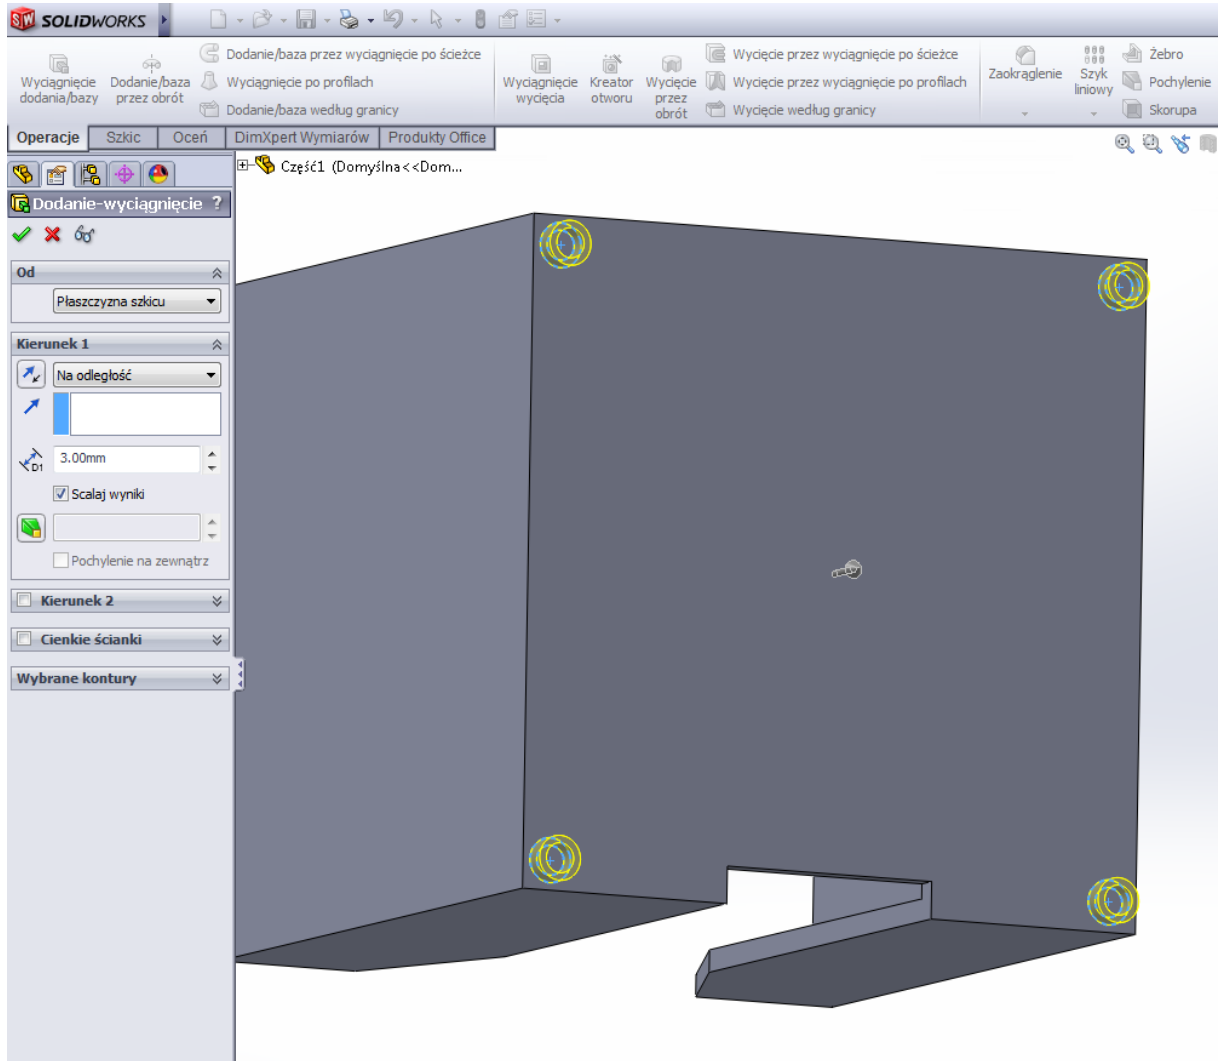 SW SOLIDWORKS
Wyciągnięcie dodania/bazy
Dodanie/baza przez obrót
Dodanie/baza przez wyciągnięcie po ścieżce
Wyciągnięcie po profilach
Dodanie/baza według granicy
Wyciągnięcie wycięcia
Kreator otworu
Wycięcie przez obrót
Wycięcie przez wyciągnięcie po ścieżce
Wycięcie przez wyciągnięcie po profilach
Wycięcie według granicy
Zaokrąglenie
Szyk liniowy
Żebro
Pochylenie
Skorupa
Operacje Szkic Oceń DimXpert Wymiarów Produkty Office
Część1 (Domyślna<<Dom...
Dodanie-wyciągnięcie ?
Od
Płaszczyzna szkicu
Kierunek 1
Na odległość
D1 3.00mm
Scalaj wyniki
Pochylenie na zewnątrz
Kierunek 2
Cienkie ścianki
Wybrane kontury